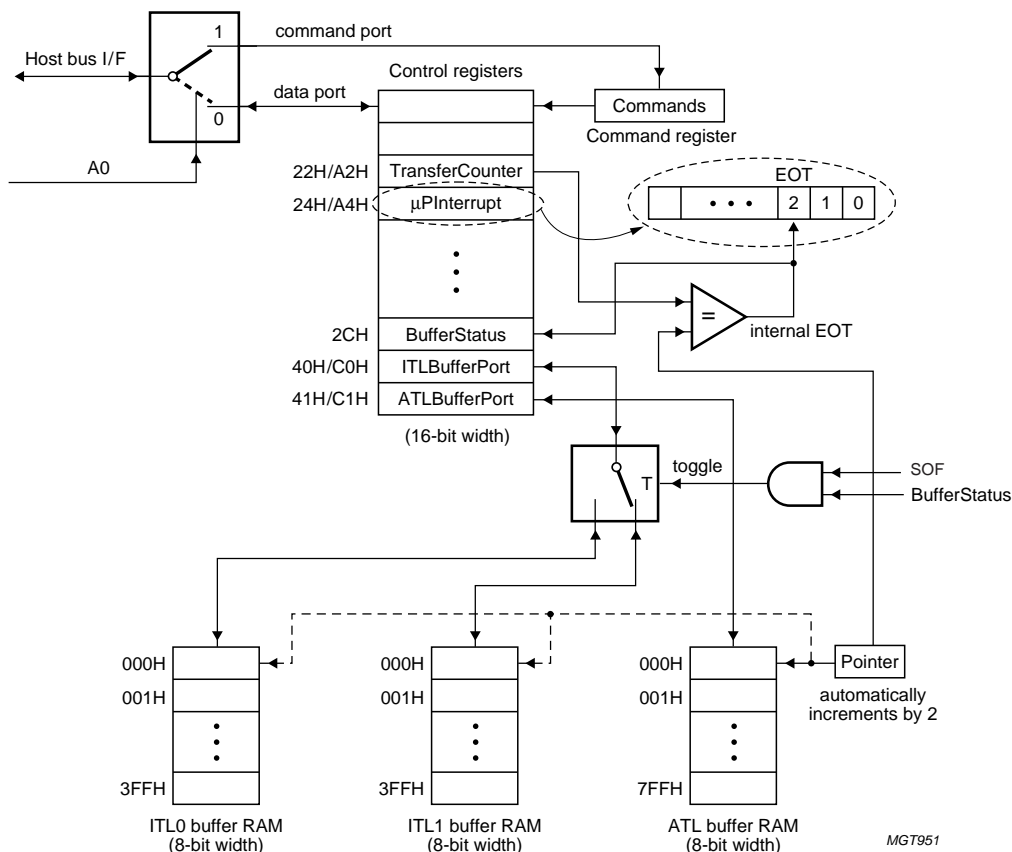 1
command port
Host bus I/F
Control registers
data port
0
Commands
Command register
A0
22H/A2H TransferCounter
EOT
24H/A4H μPInterrupt
• • • 2 1 0
=
internal EOT
2CH BufferStatus
40H/C0H ITLBufferPort
41H/C1H ATLBufferPort
(16-bit width)
T
toggle
SOF
BufferStatus
000H 000H 000H Pointer
001H 001H 001H automatically
increments by 2
3FFH 3FFH 7FFH
ITL0 buffer RAM ITL1 buffer RAM ATL buffer RAM
(8-bit width) (8-bit width) (8-bit width)
MGT951